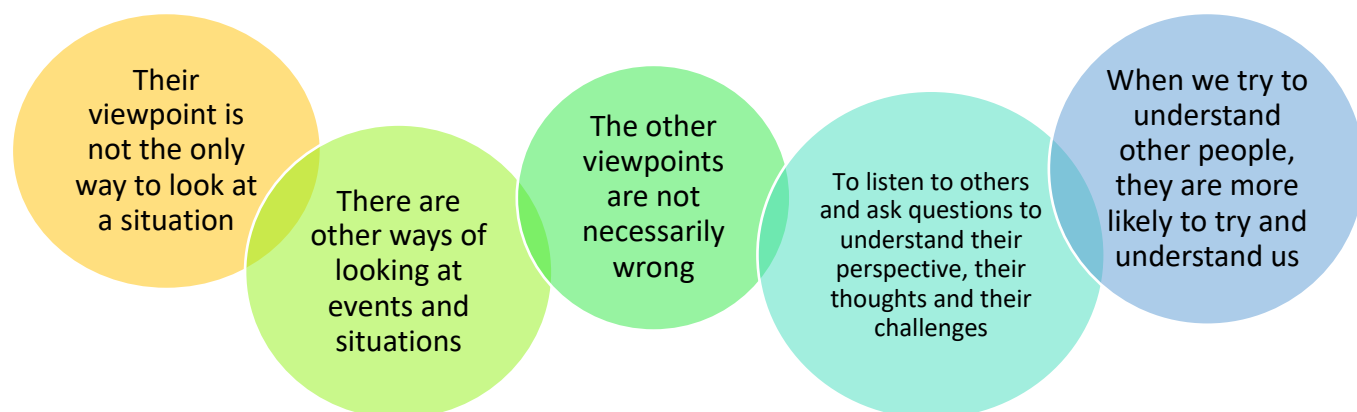 Their
viewpoint is
not the only
way to look at
a situation
There are
other ways of
looking at
events and
situations
The other
viewpoints
are not
necessarily
wrong
To listen to others
and ask questions to
understand their
perspective, their
thoughts and their
challenges
When we try to
understand
other people,
they are more
likely to try and
understand us